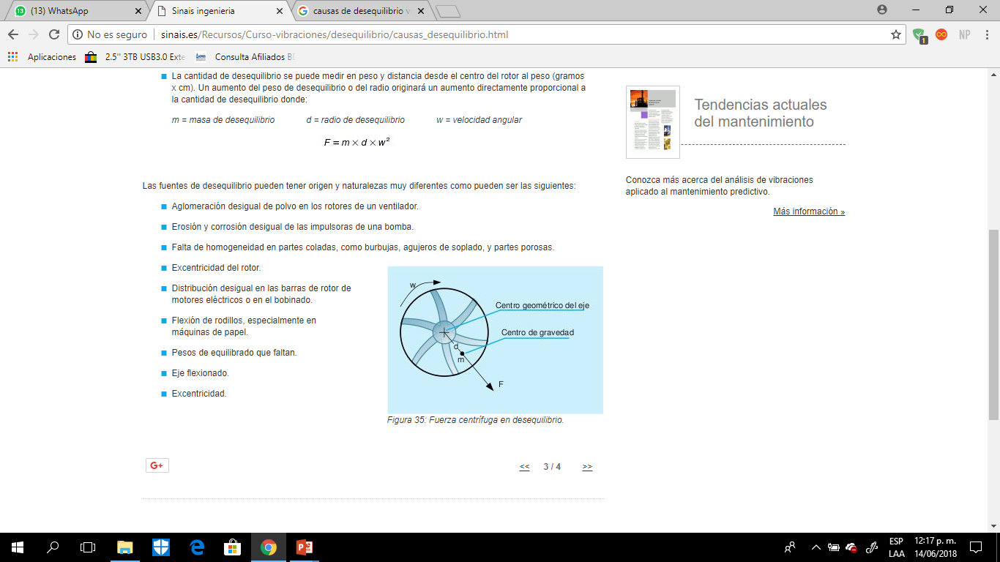 (13) WhatsApp
Sinais ingenieria
causas de desequilibrio v
No es seguro
sinais.es/Recursos/Curso-vibraciones/desequilibrio/causas_desequilibrio.html
1
NP
Aplicaciones
2.5" 3TB USB3.0 Exte
Consulta Afiliados B
La cantidad de desequilibrio se puede medir en peso y distancia desde el centro del rotor al peso (gramos
x cm). Un aumento del peso de desequilibrio o del radio originará un aumento directamente proporcional a
la cantidad de desequilibrio donde:
m = masa de desequilibrio d = radio de desequilibrio w = velocidad angular
F = m × d × w²
Las fuentes de desequilibrio pueden tener origen y naturalezas muy diferentes como pueden ser las siguientes:
Aglomeración desigual de polvo en los rotores de un ventilador.
Erosión y corrosión desigual de las impulsoras de una bomba.
Falta de homogeneidad en partes coladas, como burbujas, agujeros de soplado, y partes porosas.
Excentricidad del rotor.
Distribución desigual en las barras de rotor de
motores eléctricos o en el bobinado.
Flexión de rodillos, especialmente en
máquinas de papel.
Pesos de equilibrado que faltan.
Eje flexionado.
Excentricidad.
w
Centro geométrico del eje
Centro de gravedad
d
m
F
Figura 35: Fuerza centrífuga en desequilibrio.
G+
<< 3 / 4 >>
Tendencias actuales
del mantenimiento
Conozca más acerca del análisis de vibraciones
aplicado al mantenimiento predictivo.
Más información »
ESP
LAA
12:17 p. m.
14/06/2018